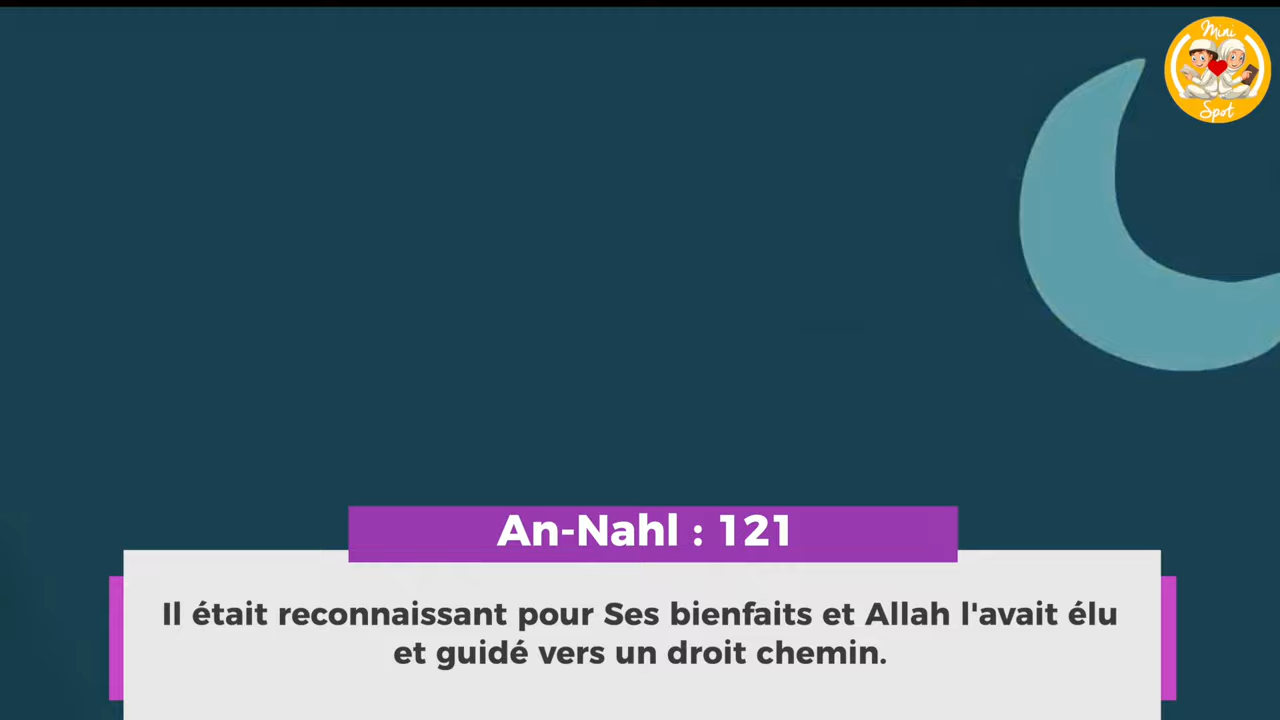 Mini
Spot
An-Nahl : 121
Il était reconnaissant pour Ses bienfaits et Allah l'avait élu
et guidé vers un droit chemin.